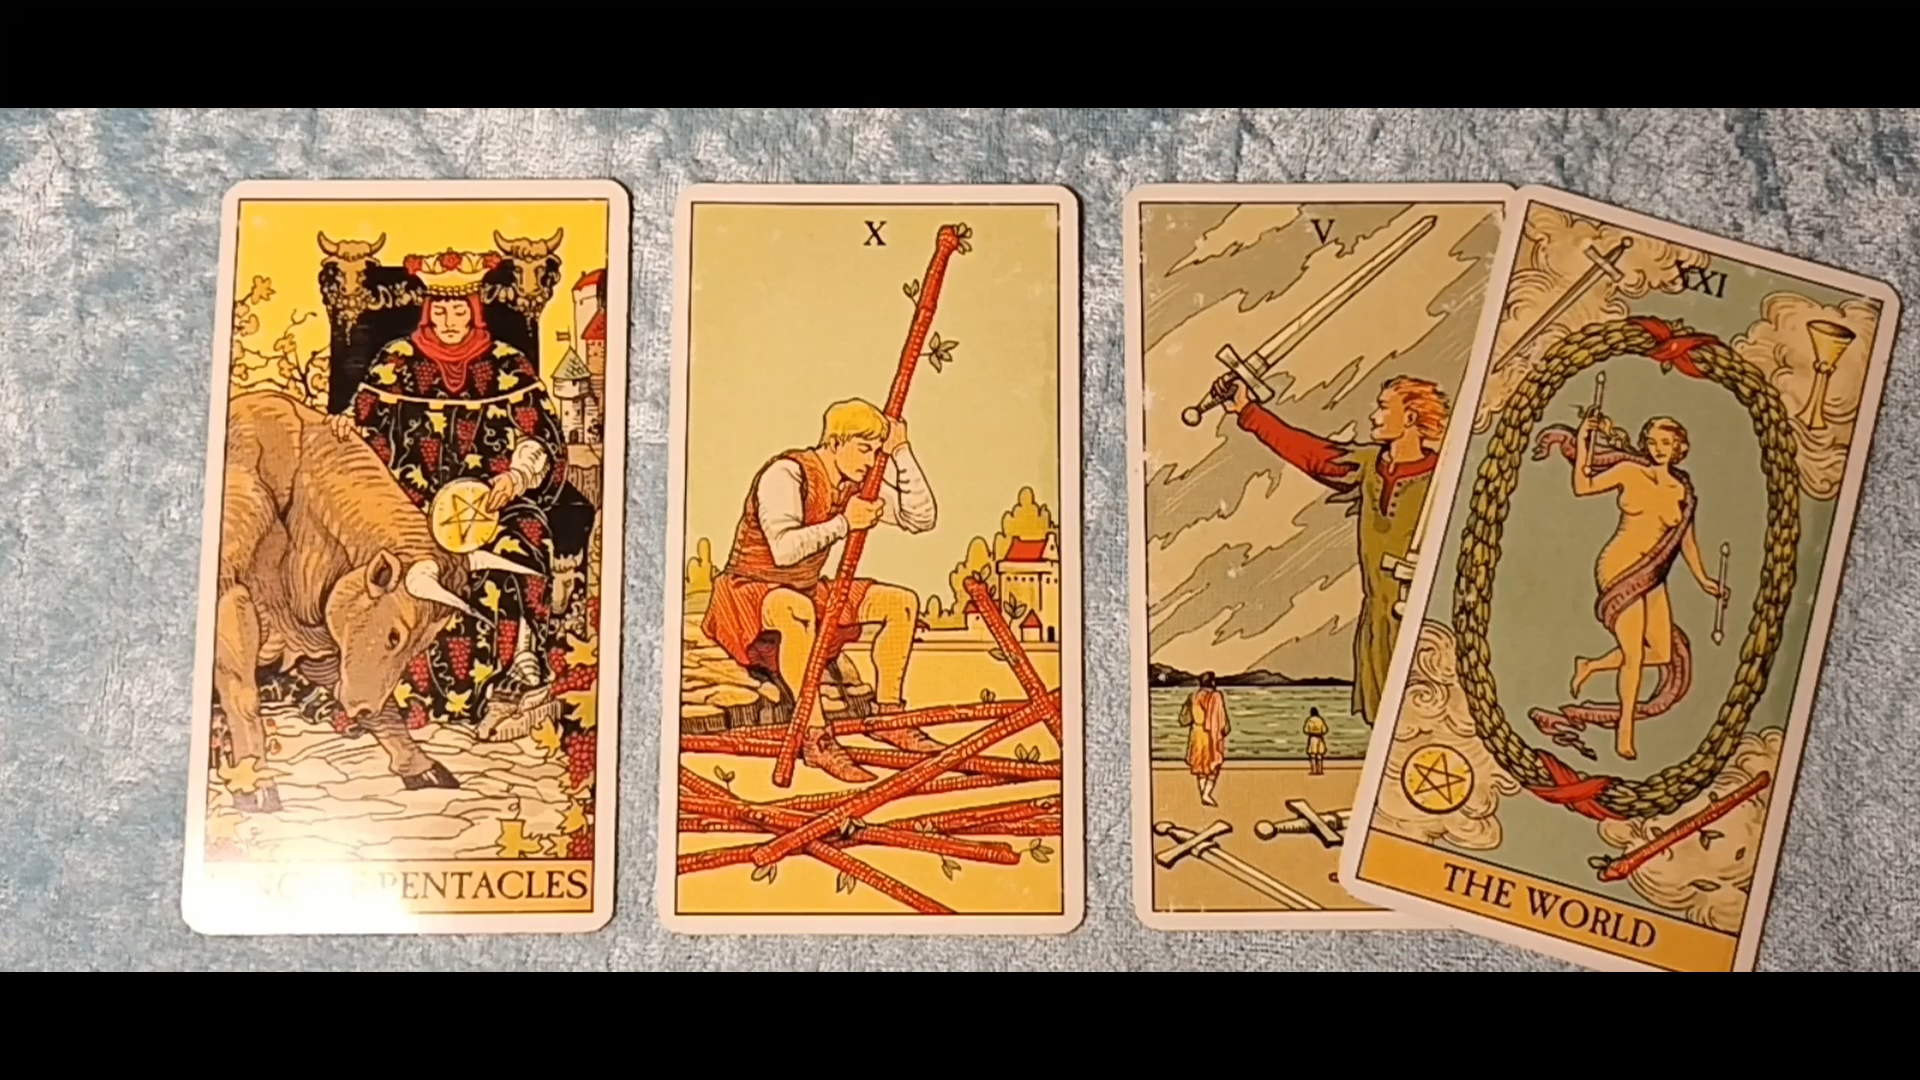 PENTACLES
X
V
XXI
THE WORLD